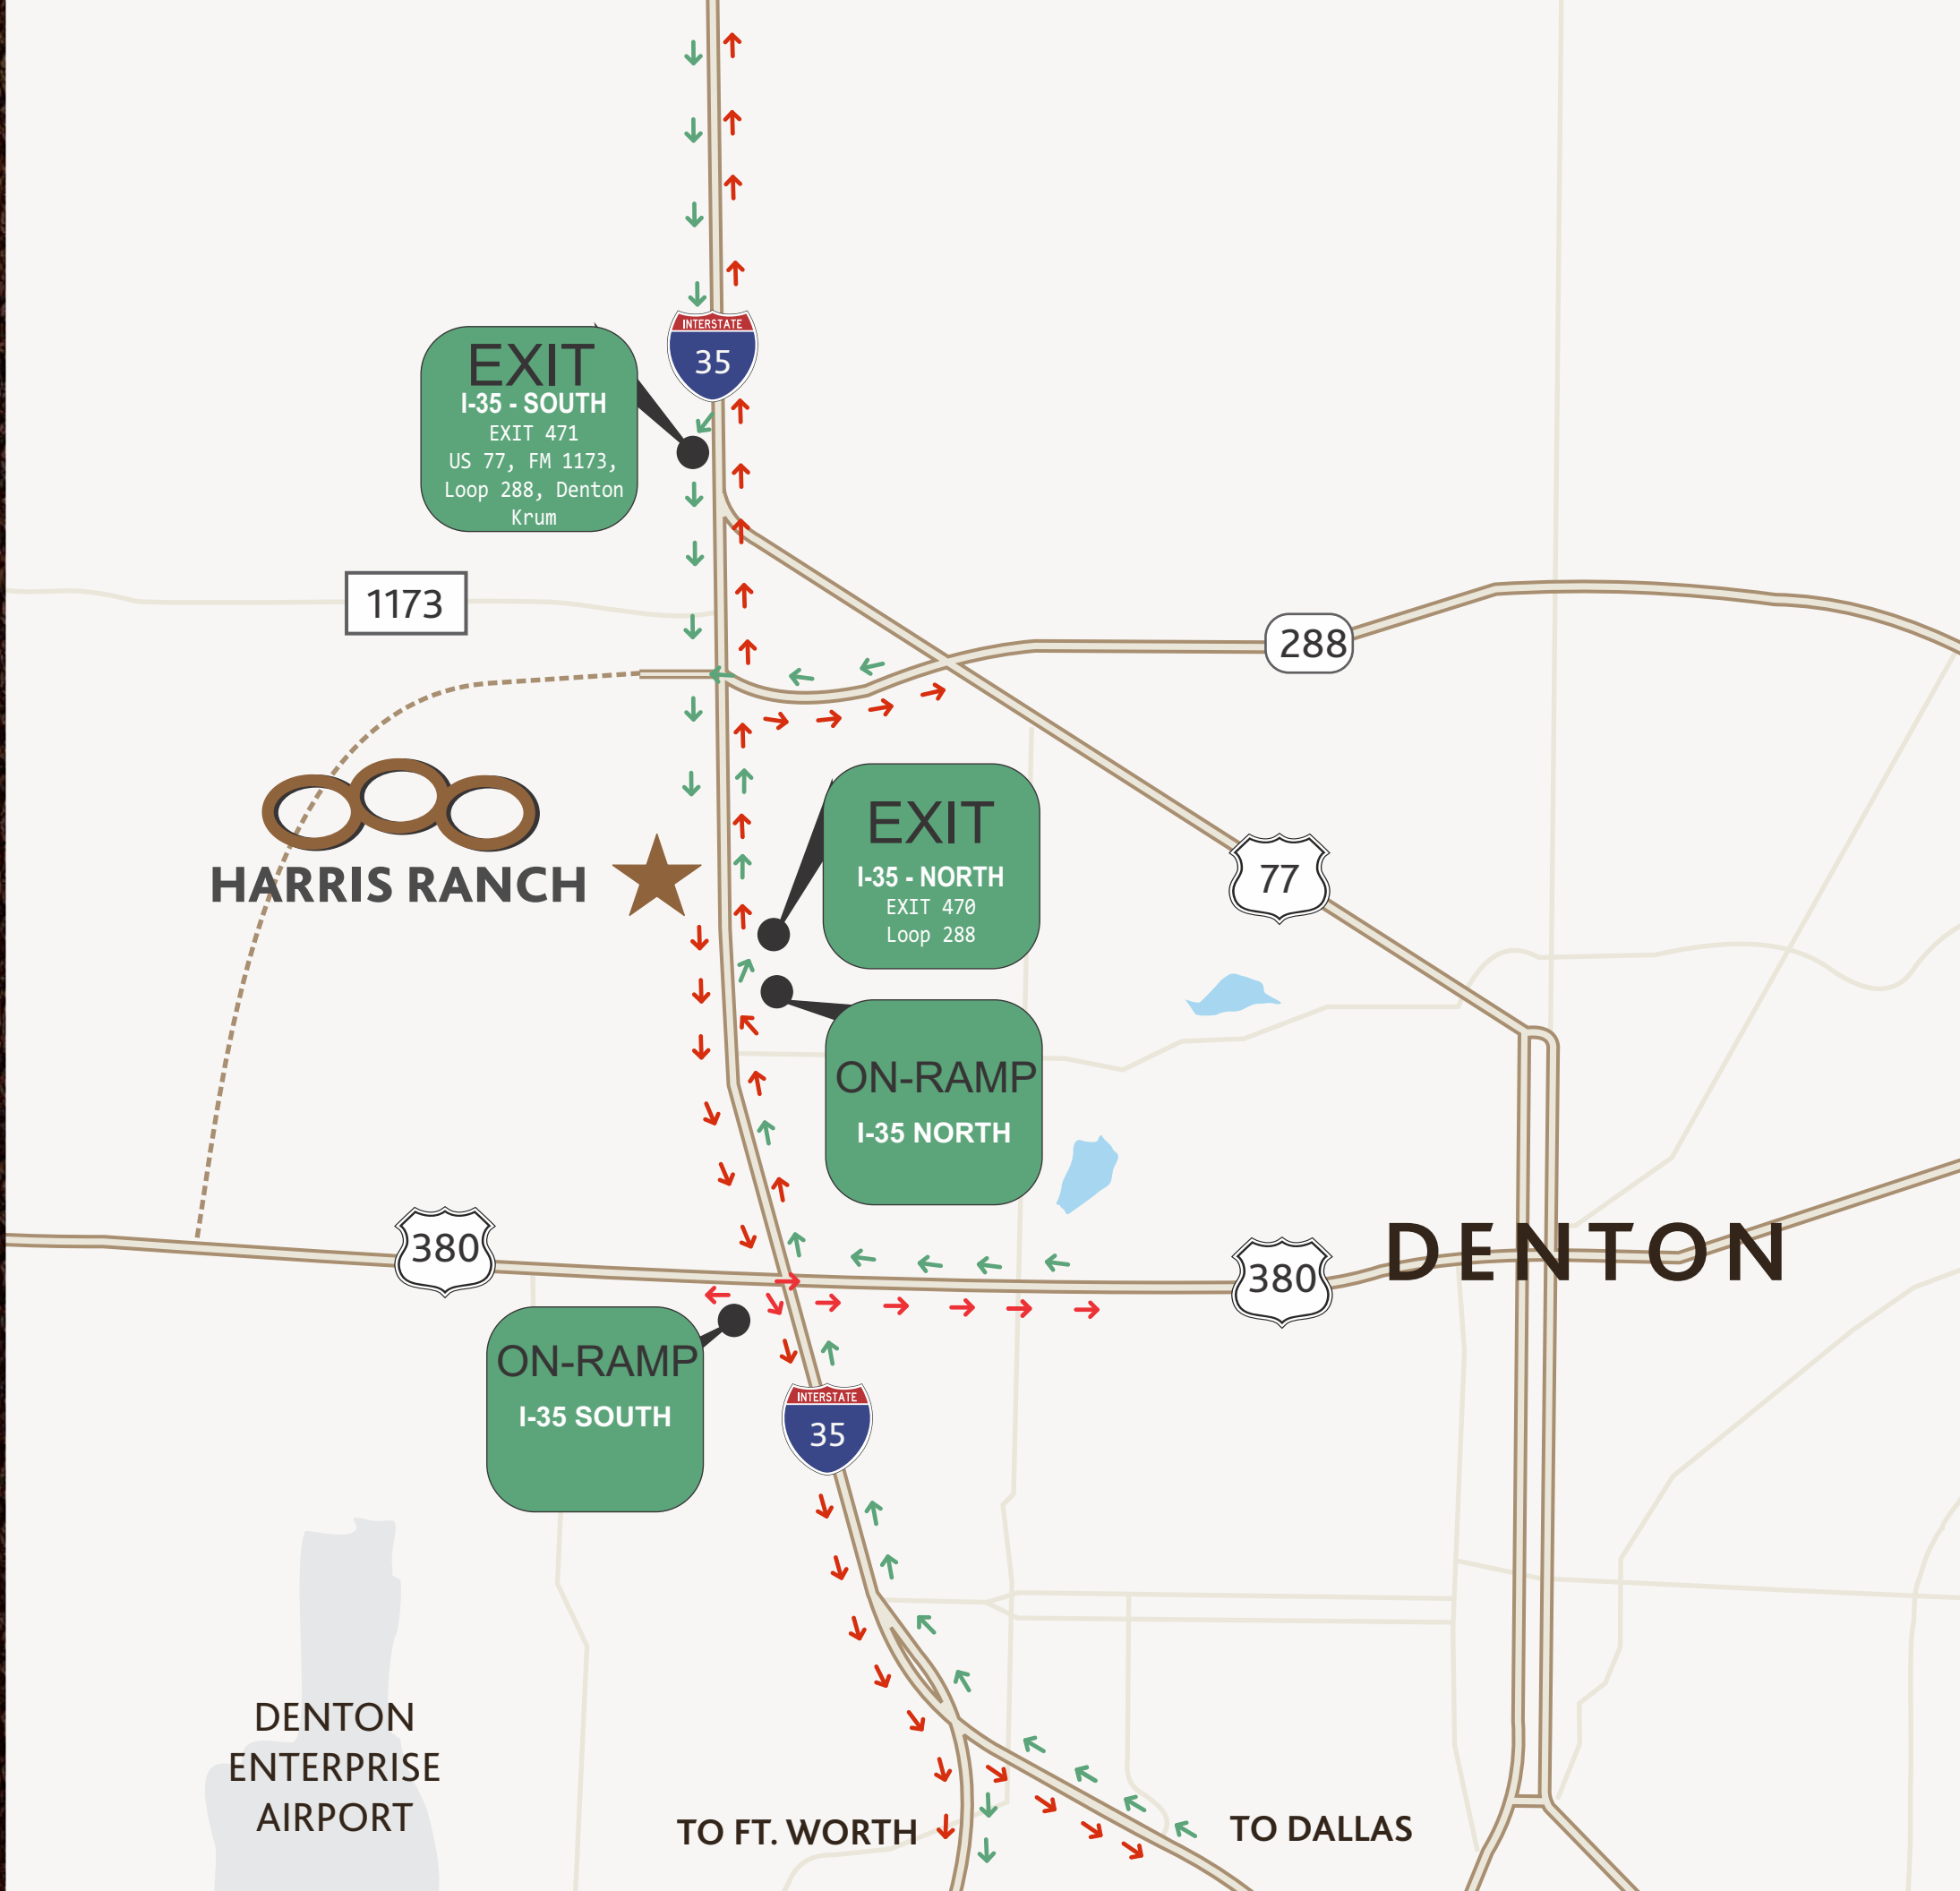 INTERSTATE
35
EXIT
I-35 - SOUTH
EXIT 471
US 77, FM 1173,
Loop 288, Denton
Krum
1173
288
HARRIS RANCH
EXIT
I-35 - NORTH
EXIT 470
Loop 288
77
ON-RAMP
I-35 NORTH
380
380
DENTON
ON-RAMP
I-35 SOUTH
INTERSTATE
35
DENTON
ENTERPRISE
AIRPORT
TO FT. WORTH
TO DALLAS